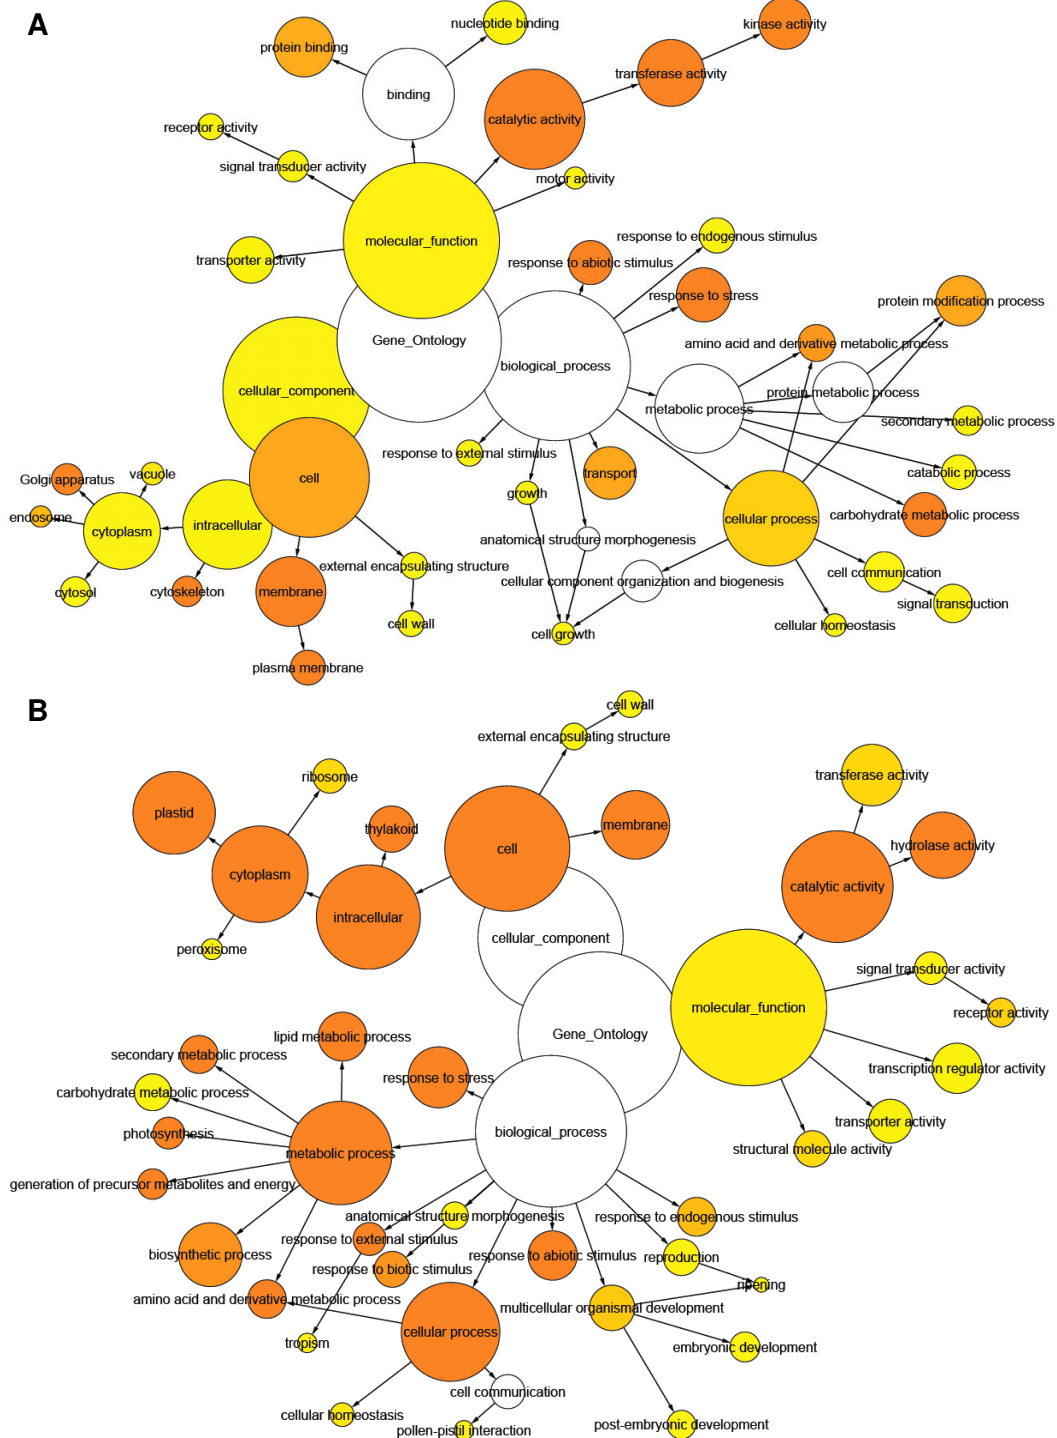 A
kinase activity
nucleotide binding
protein binding
transferase activity
binding
catalytic activity
receptor activity
signal transducer activity
motor activity
molecular_function
response to endogenous stimulus
transporter activity
response to abiotic stimulus
response to stress
protein modification process
Gene_Ontology
amino acid and derivative metabolic process
biological_process
cellular_component
protein metabolic process
metabolic process
secondary metabolic process
response to external stimulus
vacuole
Golgi apparatus
cell
transport
catabolic process
growth
endosome
cytoplasm
intracellular
cellular process
carbohydrate metabolic process
anatomical structure morphogenesis
external encapsulating structure
cell communication
cellular component organization and biogenesis
cytosol
cytoskeleton
membrane
signal transduction
cell wall
cell growth
cellular homeostasis
plasma membrane
B
cell wall
external encapsulating structure
ribosome
transferase activity
plastid
thylakoid
membrane
cell
hydrolase activity
cytoplasm
catalytic activity
intracellular
cellular_component
peroxisome
signal transducer activity
molecular_function
receptor activity
Gene_Ontology
lipid metabolic process
secondary metabolic process
transcription regulator activity
response to stress
carbohydrate metabolic process
transporter activity
photosynthesis
biological_process
structural molecule activity
metabolic process
generation of precursor metabolites and energy
anatomical structure morphogenesis
response to endogenous stimulus
response to external stimulus
biosynthetic process
response to abiotic stimulus
reproduction
response to biotic stimulus
ripening
amino acid and derivative metabolic process
multicellular organismal development
cellular process
tropism
embryonic development
cell communication
cellular homeostasis
post-embryonic development
pollen-pistil interaction